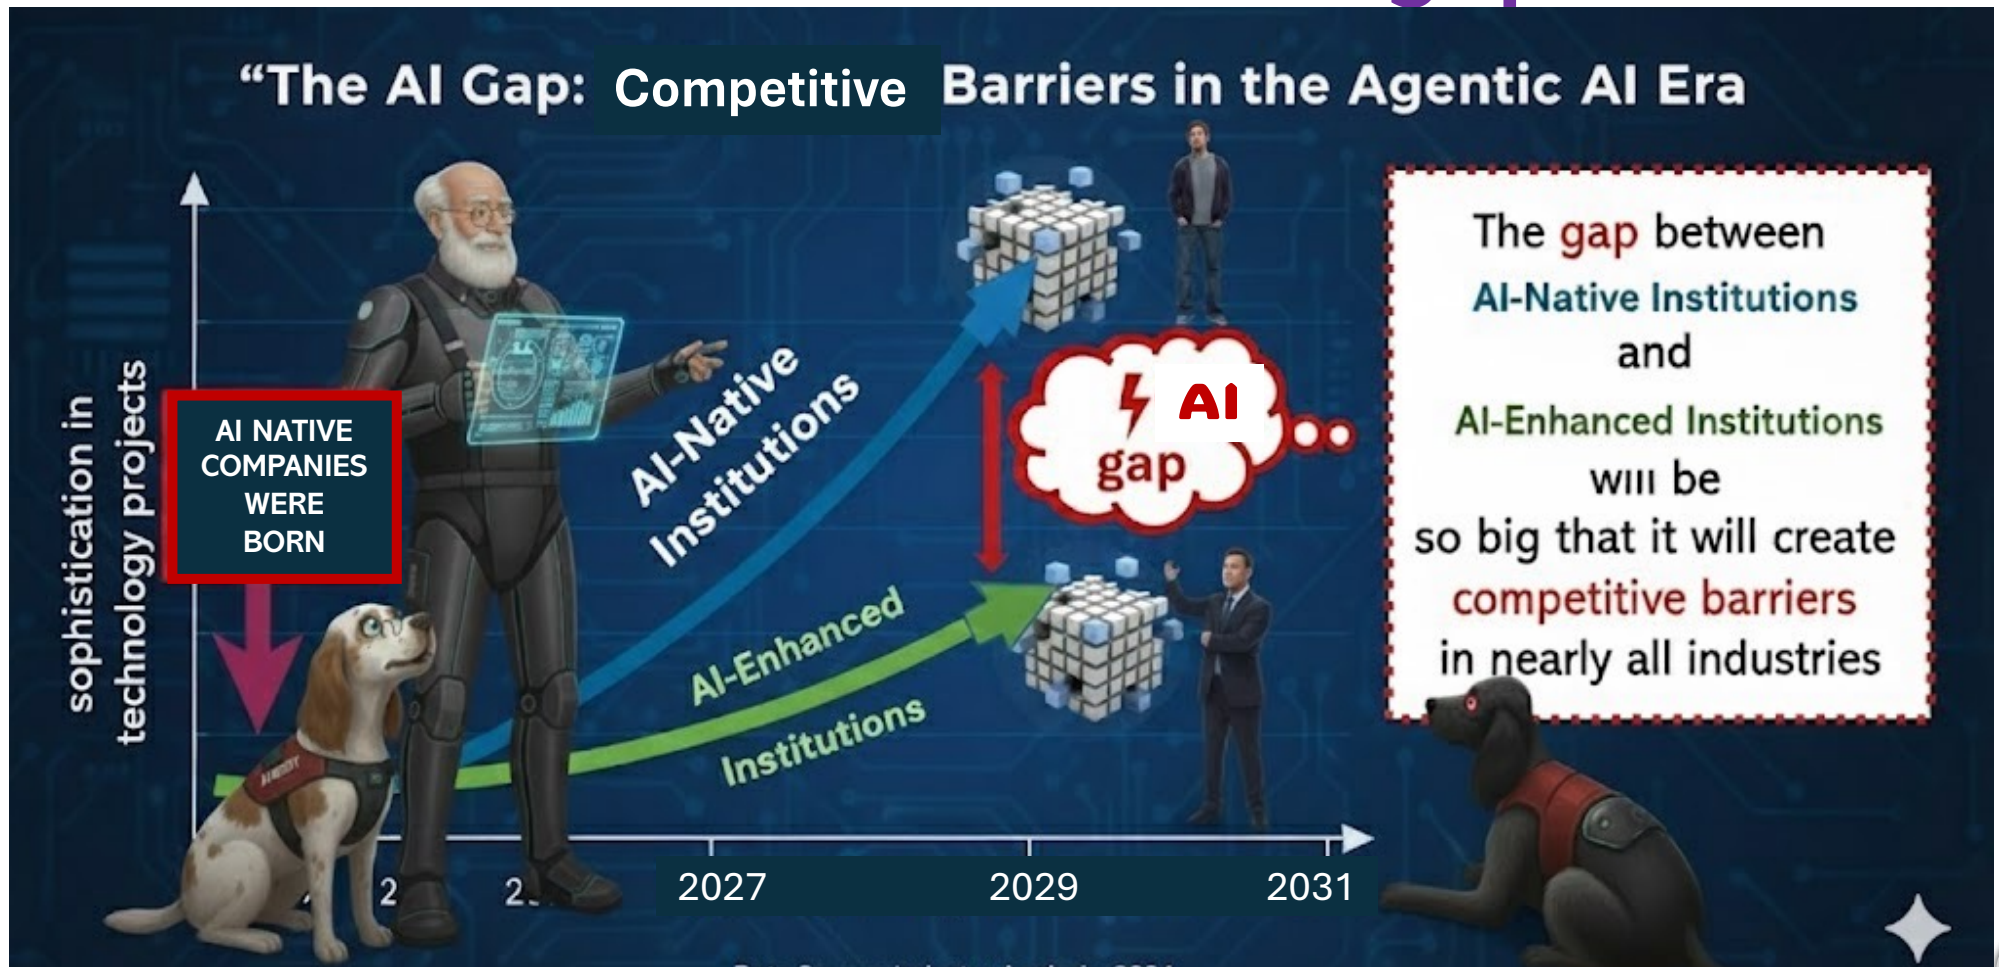 “The AI Gap: Competitive Barriers in the Agentic AI Era
sophistication in
technology projects
AI NATIVE
COMPANIES
WERE
BORN
AI-Native
Institutions
AI-Enhanced
Institutions
AI
gap
The gap between
AI-Native Institutions
and
AI-Enhanced Institutions
will be
so big that it will create
competitive barriers
in nearly all industries
2027 2029 2031